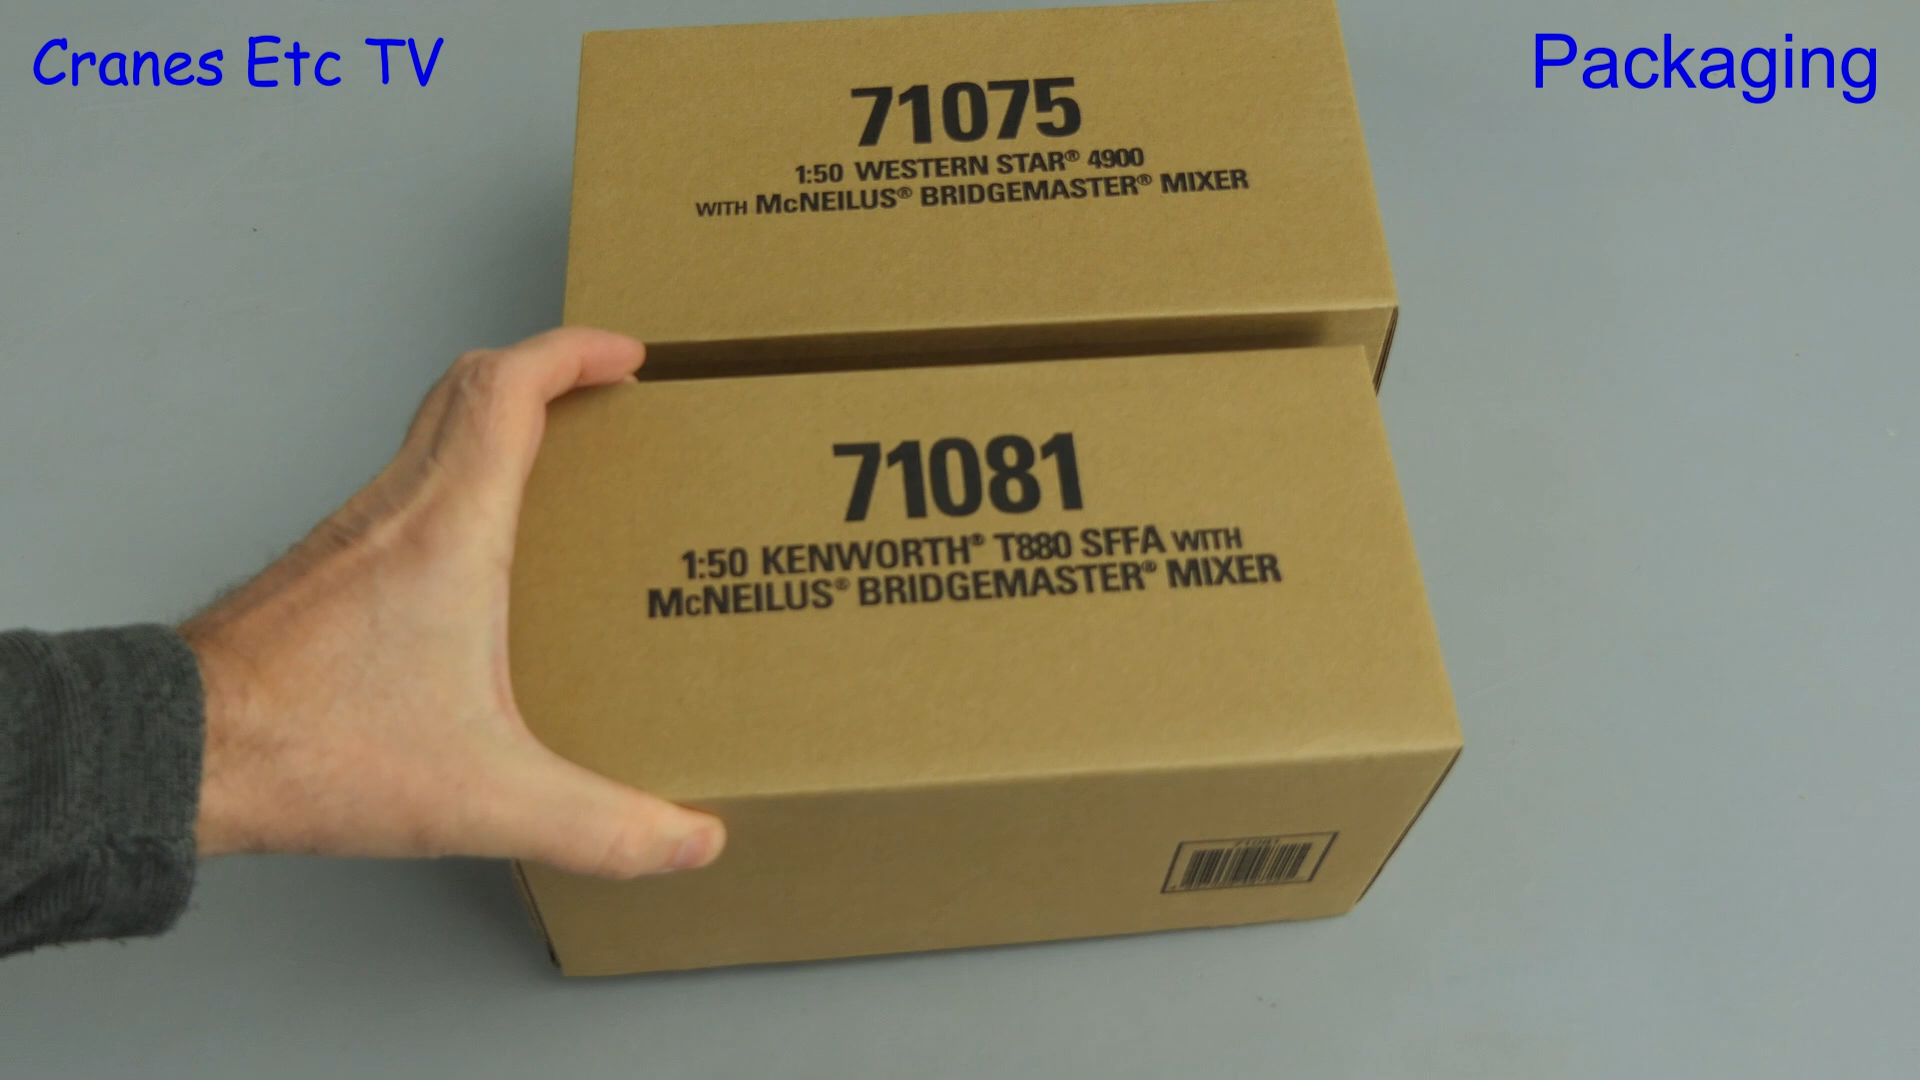 Cranes Etc TV
Packaging
71075
1:50 WESTERN STAR® 4900
WITH McNEILUS® BRIDGEMASTER® MIXER
71081
1:50 KENWORTH® T880 SFFA WITH
McNEILUS® BRIDGEMASTER® MIXER
71081